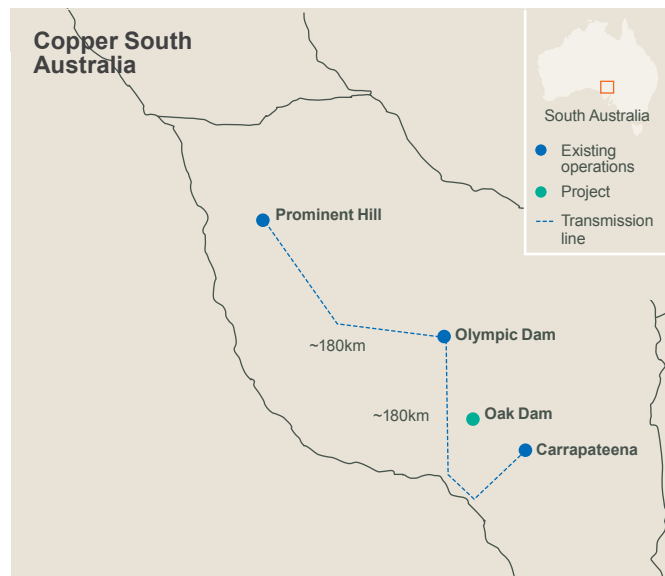 Copper South
Australia
South Australia
Existing
operations
Project
Transmission
line
Prominent Hill
Olympic Dam
~180km
~180km
Oak Dam
Carrapateena